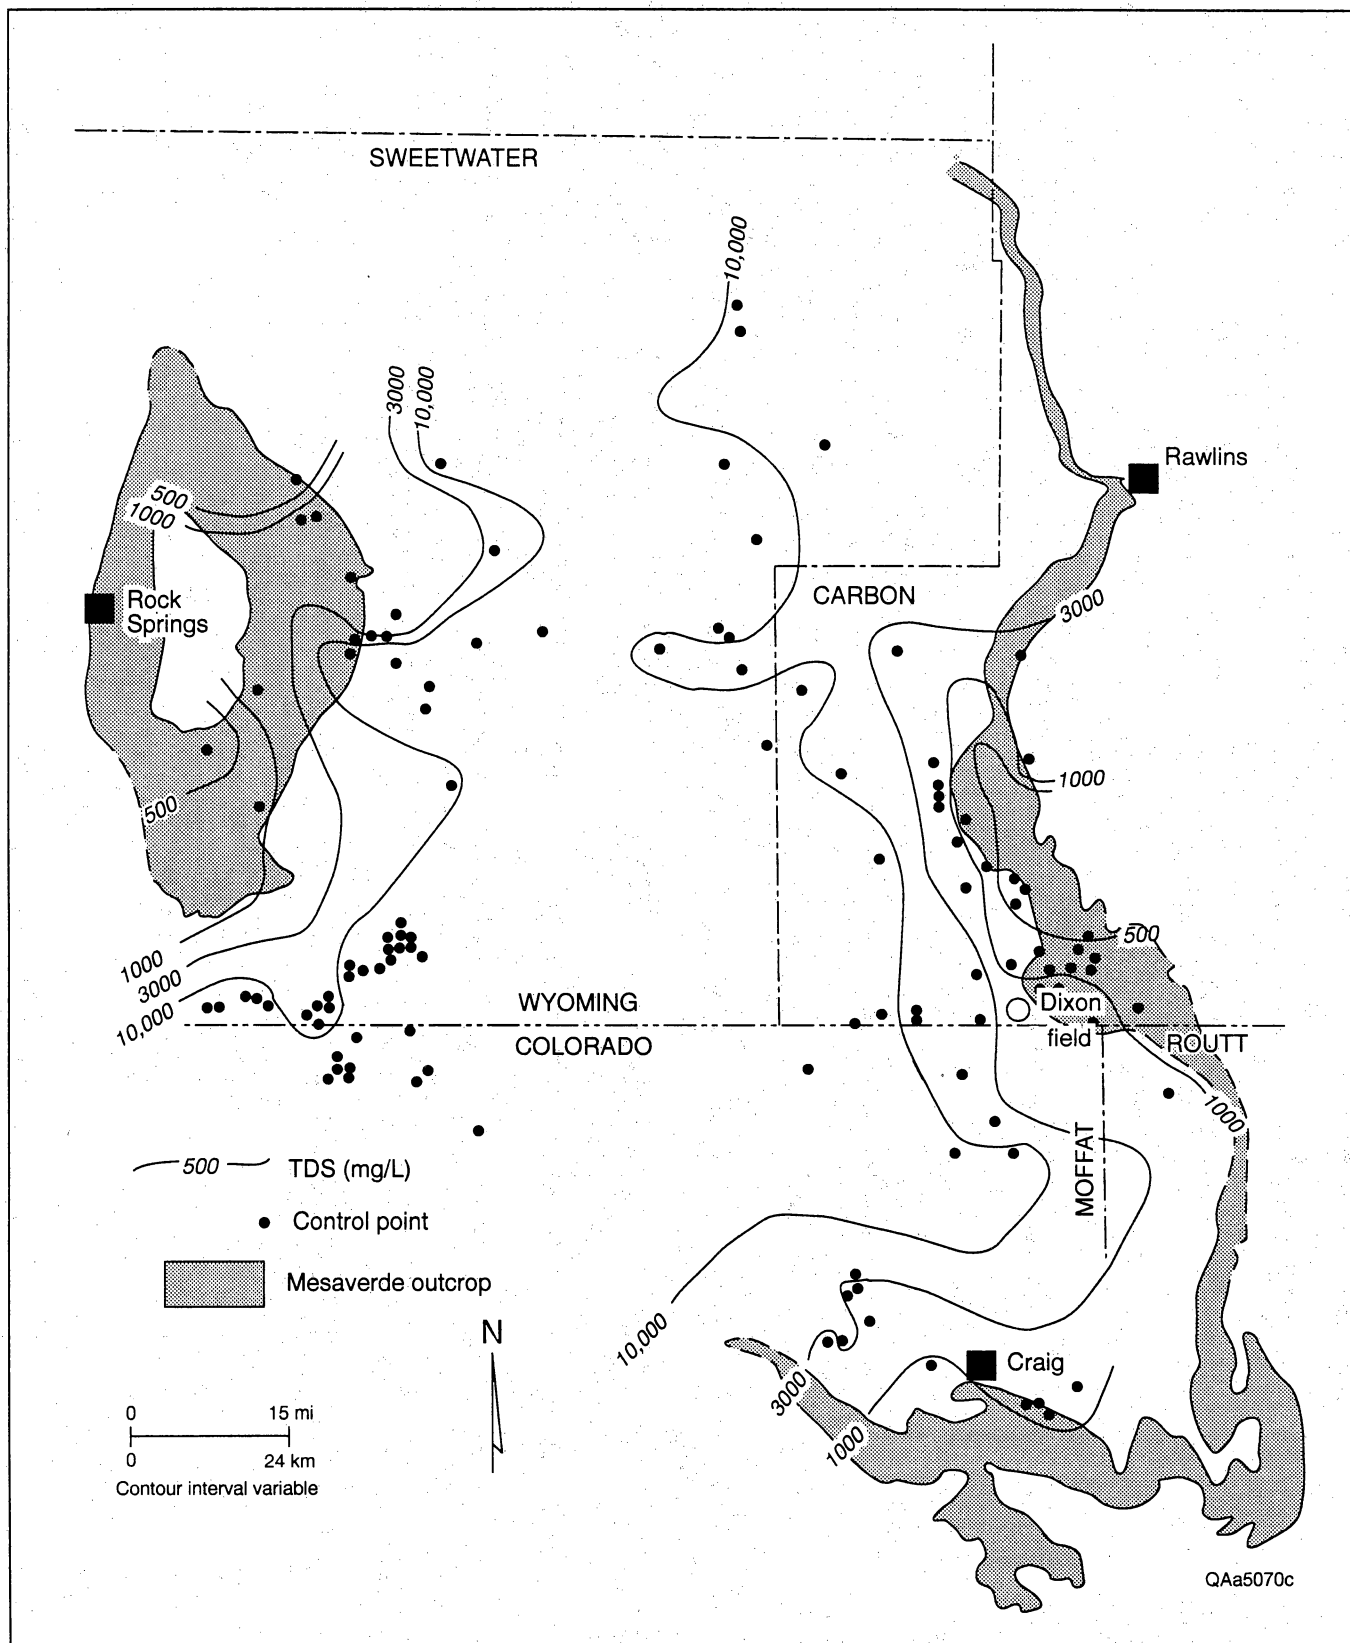 SWEETWATER
10,000
3000
10,000
Rawlins
500
1000
Rock
Springs
CARBON
3000
1000
500
500
1000
3000
10,000
WYOMING
COLORADO
Dixon
field
ROUTT
1000
MOFFAT
500 TDS (mg/L)
Control point
Mesaverde outcrop
N
10,000
Craig
3000
1000
0 15 mi
0 24 km
Contour interval variable
QAa5070c